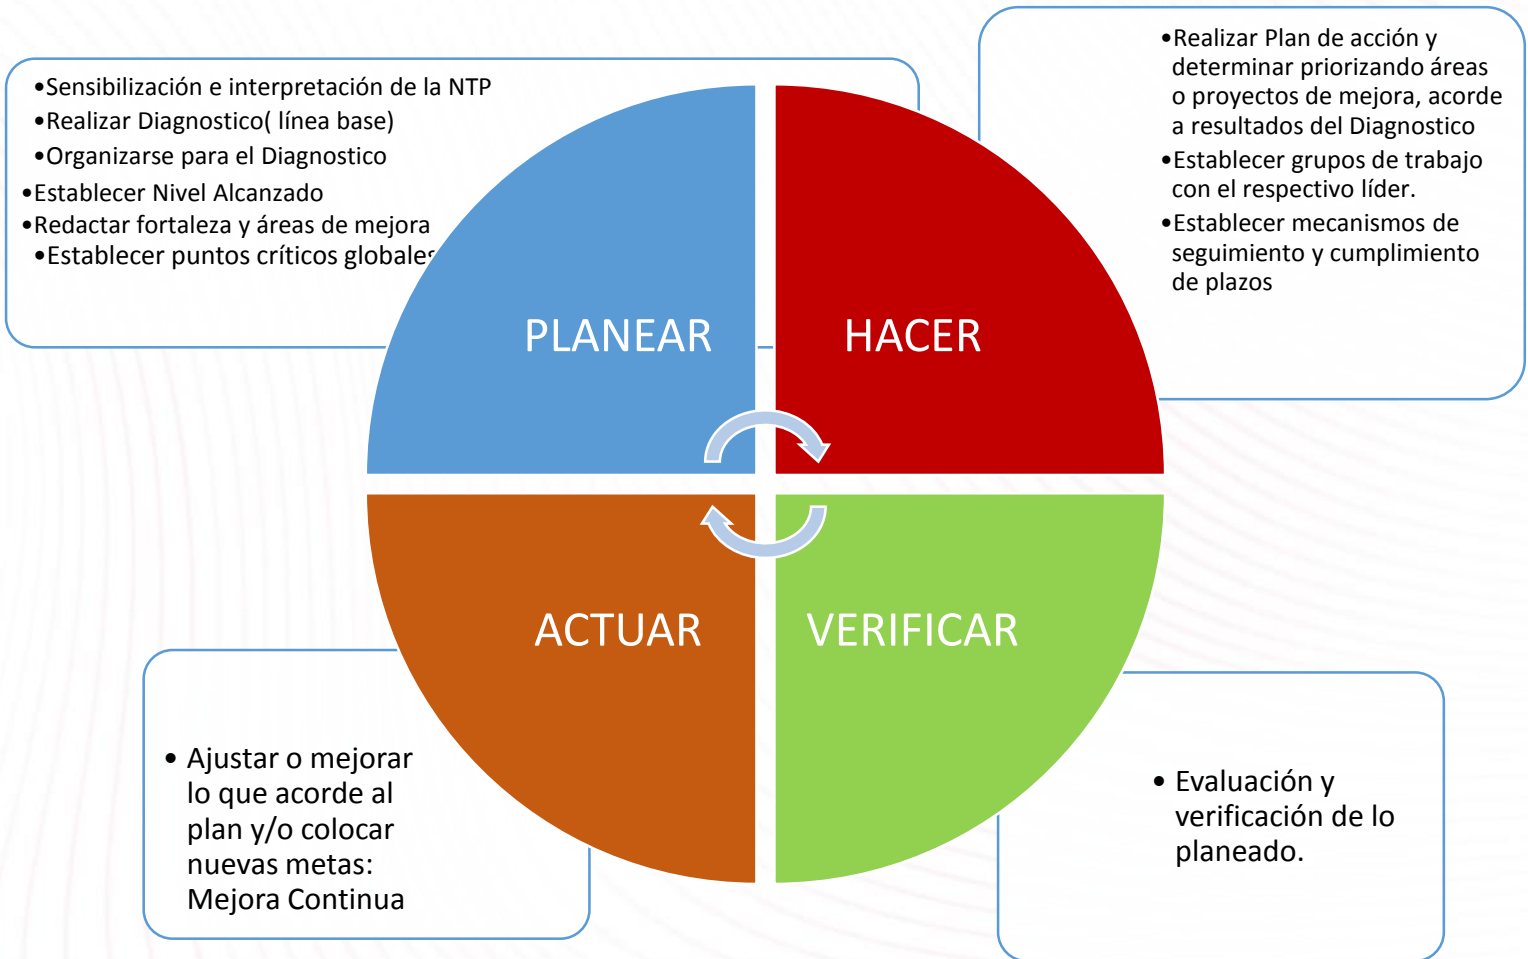 •Sensibilización e interpretación de la NTP
•Realizar Diagnostico( línea base)
•Organizarse para el Diagnostico
•Establecer Nivel Alcanzado
•Redactar fortaleza y áreas de mejora
•Establecer puntos críticos globales
•Realizar Plan de acción y
determinar priorizando áreas
o proyectos de mejora, acorde
a resultados del Diagnostico
•Establecer grupos de trabajo
con el respectivo líder.
•Establecer mecanismos de
seguimiento y cumplimiento
de plazos
PLANEAR
HACER
ACTUAR
VERIFICAR
• Ajustar o mejorar
lo que acorde al
plan y/o colocar
nuevas metas:
Mejora Continua
• Evaluación y
verificación de lo
planeado.